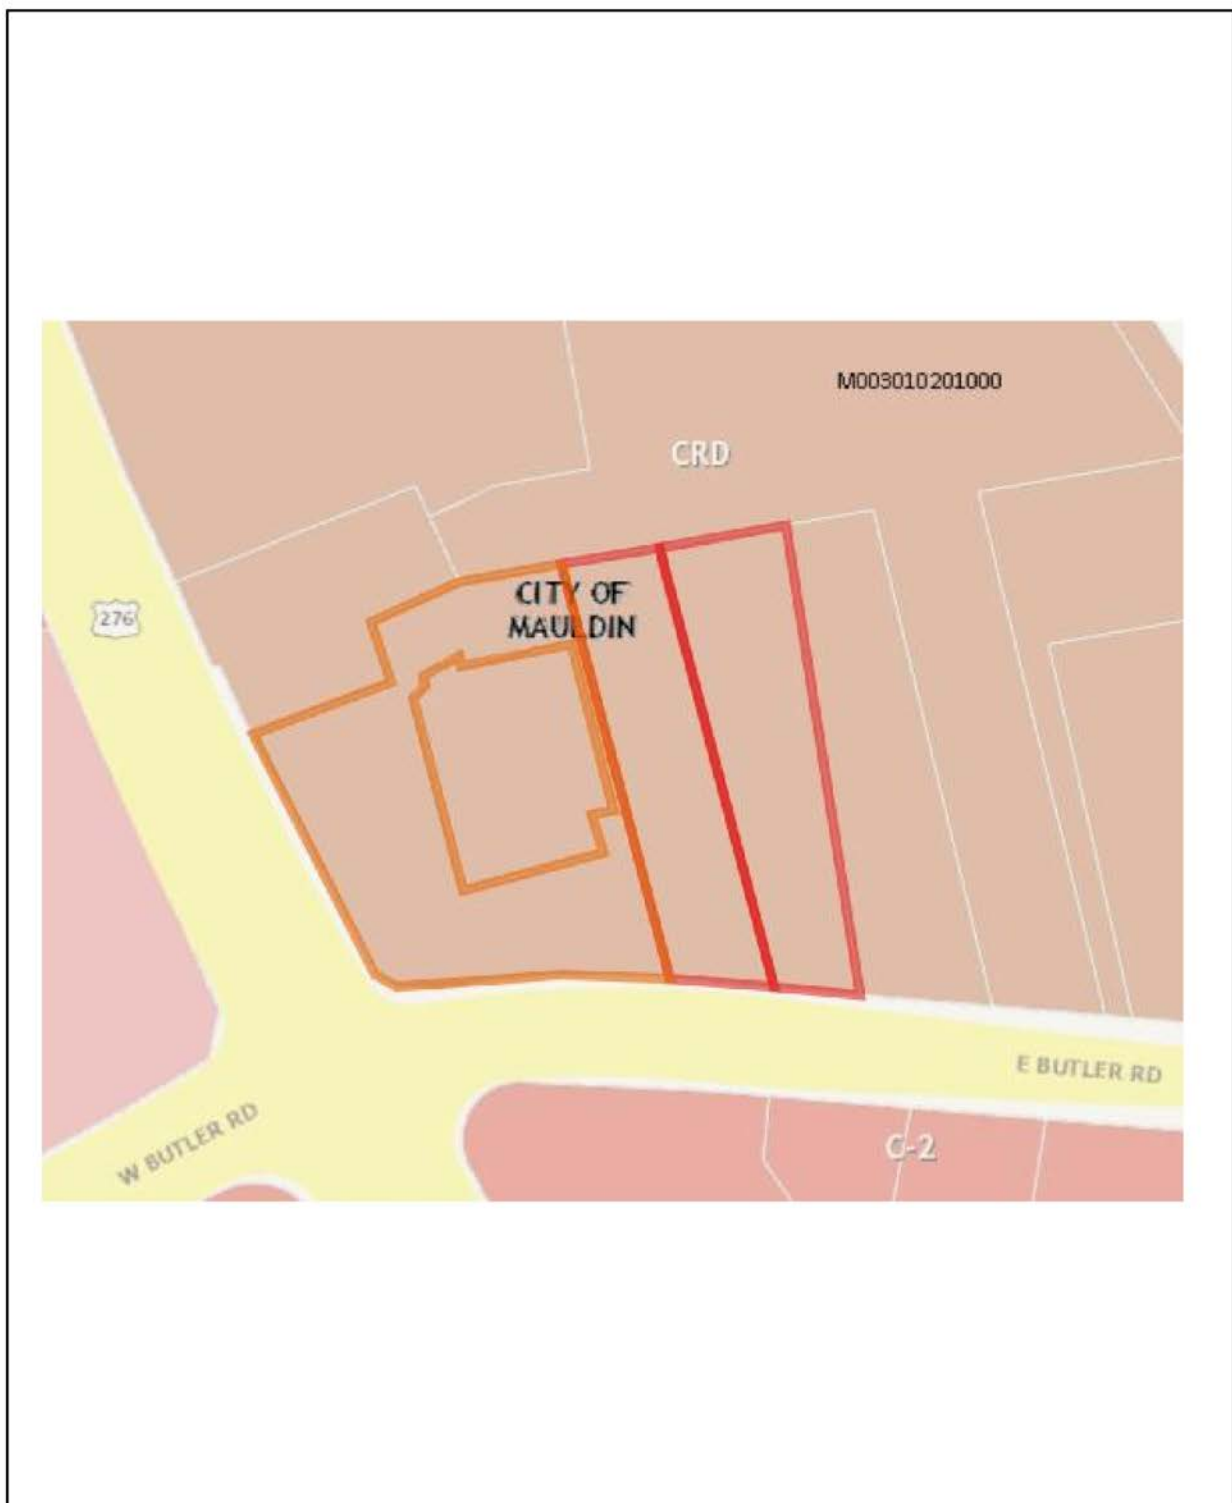 M003010201000
CRD
CITY OF
MAULDIN
276
E BUTLER RD
W BUTLER RD
C-2